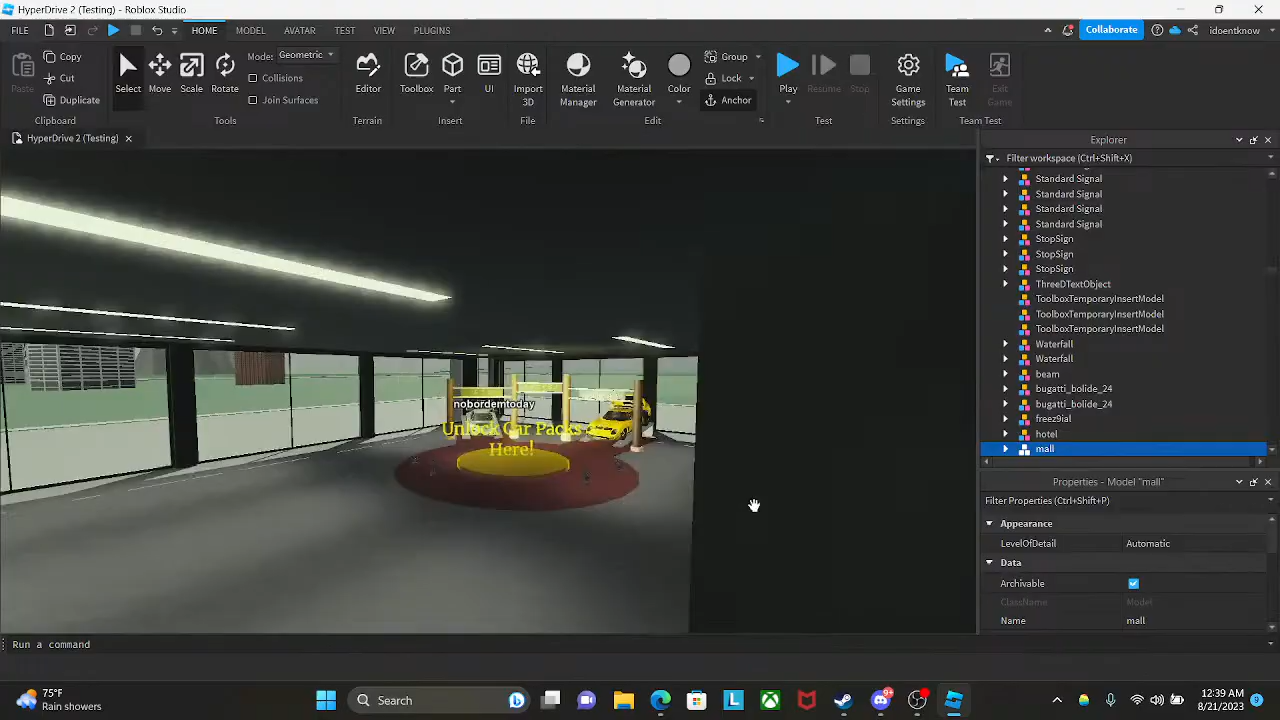 HyperDrive 2 (Testing) - Roblox Studio
FILE
HOME
MODEL
AVATAR
TEST
VIEW
PLUGINS
Collaborate
idoentknow
Paste
Copy
Cut
Duplicate
Clipboard
Select
Move
Scale
Rotate
Mode: Geometric
Collisions
Join Surfaces
Tools
Editor
Terrain
Toolbox
Part
UI
Insert
Import
3D
File
Material
Manager
Material
Generator
Color
Group
Lock
Anchor
Edit
Play
Resume
Stop
Test
Game
Settings
Settings
Team
Test
Exit
Game
Team Test
HyperDrive 2 (Testing)
nobordemtoday
Unlock Car Packs
Here!
Explorer
Filter workspace (Ctrl+Shift+X)
Standard Signal
Standard Signal
Standard Signal
Standard Signal
StopSign
StopSign
StopSign
ThreeDTextObject
ToolboxTemporaryInsertModel
ToolboxTemporaryInsertModel
ToolboxTemporaryInsertModel
Waterfall
Waterfall
beam
bugatti_bolide_24
bugatti_bolide_24
freez9ial
hotel
mall
Properties - Model "mall"
Filter Properties (Ctrl+Shift+P)
Appearance
LevelOfDetail Automatic
Data
Archivable
ClassName Model
Name mall
Run a command
75°F
Rain showers
Search
12:39 AM
8/21/2023